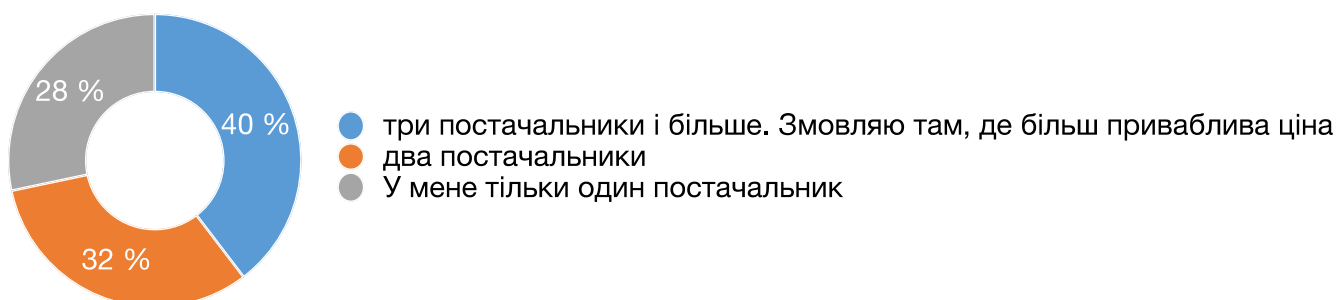 28 %
40 %
32 %
три постачальники і більше. Змовляю там, де більш приваблива ціна
два постачальники
У мене тільки один постачальник